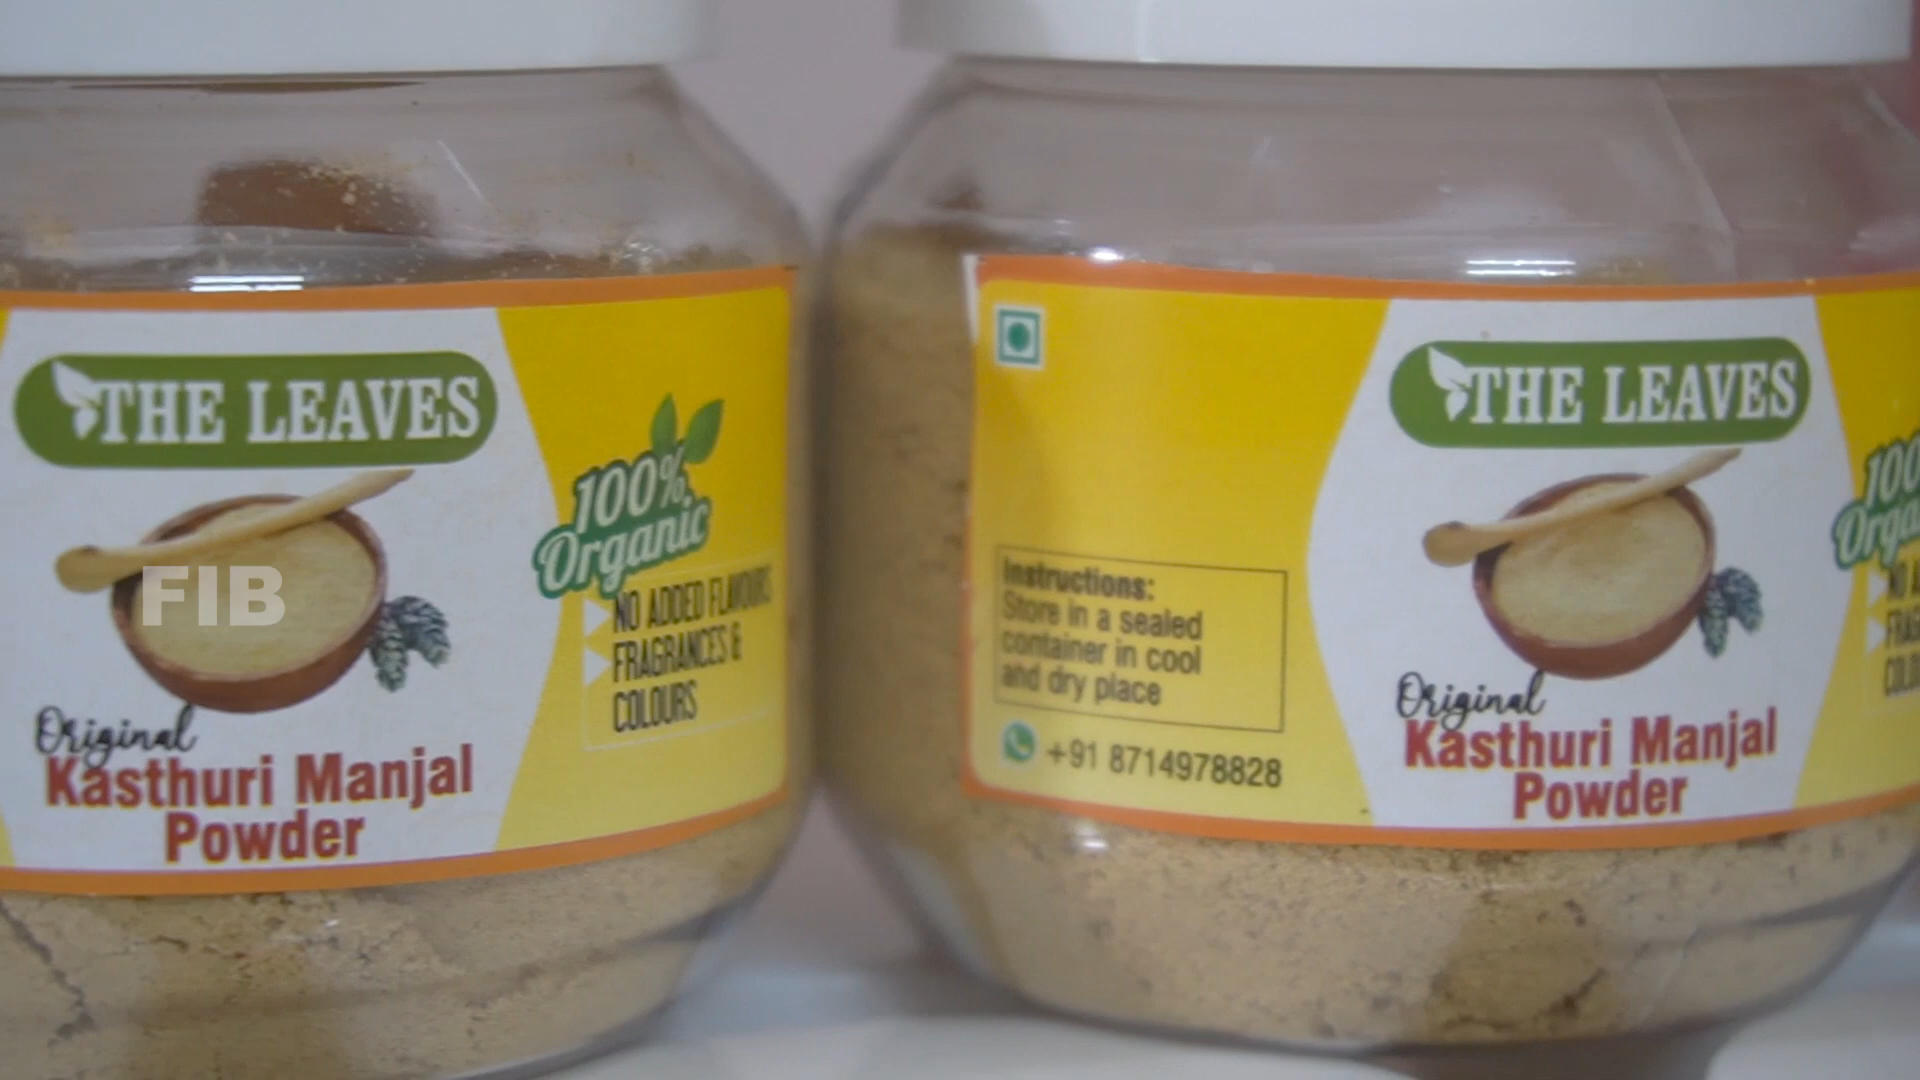 THE LEAVES
100%
Organic
NO ADDED FLAVOURS
FRAGRANCES &
COLOURS
FIB
Original
Kasthuri Manjal
Powder
Instructions:
Store in a sealed
container in cool
and dry place
+91 8714978828
THE LEAVES
Original
Kasthuri Manjal
Powder